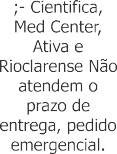 ;- Cientifica,
Med Center,
Ativa e
Rioclarense Não
atendem o
prazo de
entrega, pedido
emergencial.